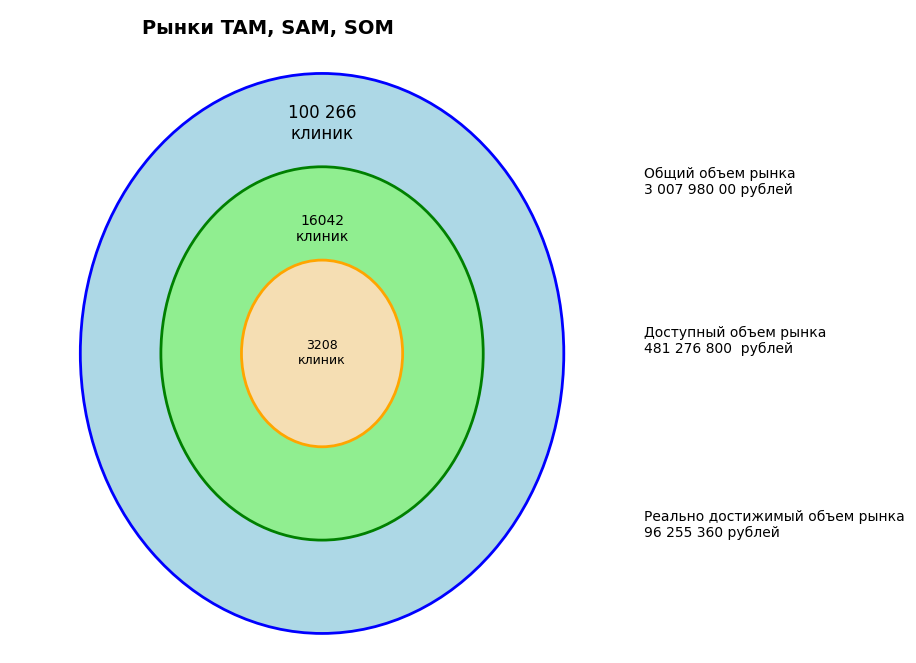 Рынки TAM, SAM, SOM
100 266
клиник
16042
клиник
3208
клиник
Общий объем рынка
3 007 980 00 рублей
Доступный объем рынка
481 276 800  рублей
Реально достижимый объем рынка
96 255 360 рублей